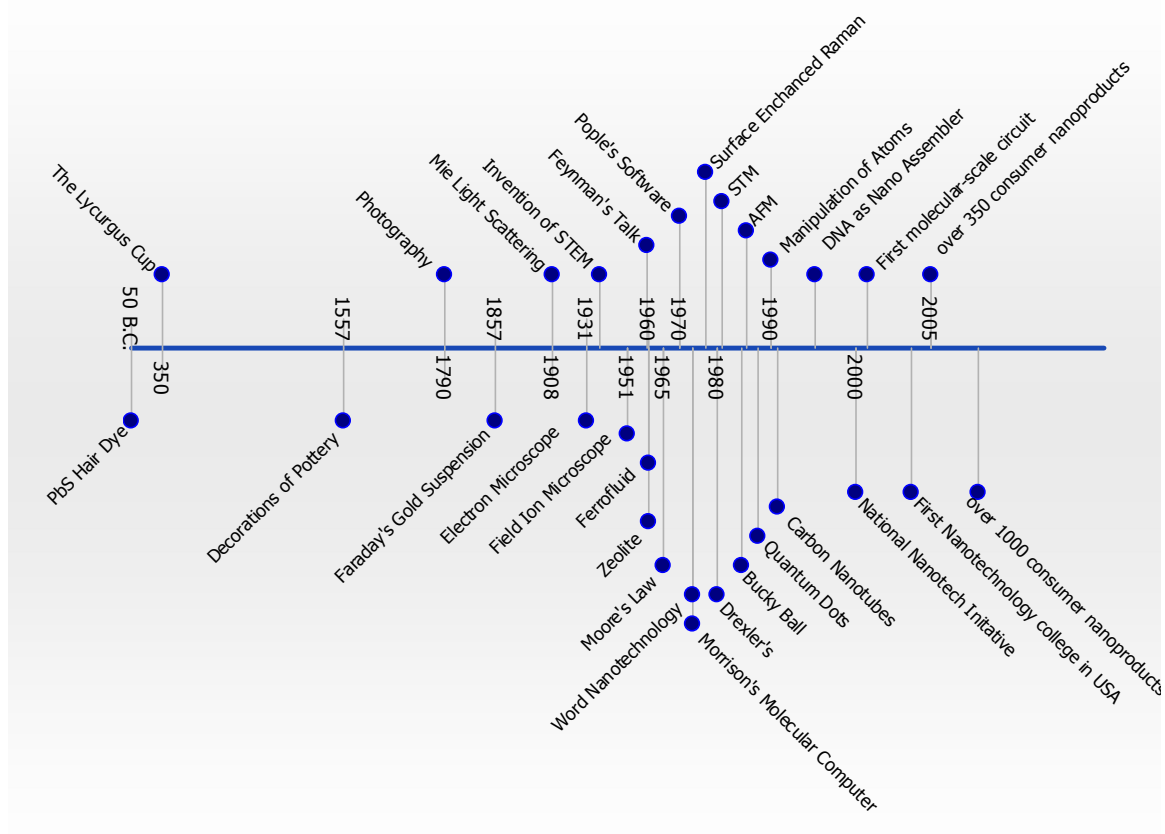 The Lycurgus Cup
Photography
Mie Light Scattering
Invention of STEM
Feynman's Talk
Pople's Software
Surface Enchanced Raman
STM
AFM
Manipulation of Atoms
DNA as Nano Assembler
First molecular-scale circuit
over 350 consumer nanoproducts
50 B.C.
1557
1857
1931
1960
1970
1990
2005
350
1790
1908
1951
1965
1980
2000
PbS Hair Dye
Decorations of Pottery
Faraday's Gold Suspension
Electron Microscope
Field Ion Microscope
Ferrofluid
Zeolite
Moore's Law
Word Nanotechnology
Morrison's Molecular Computer
Drexler's
Bucky Ball
Quantum Dots
Carbon Nanotubes
National Nanotech Initative
First Nanotechnology college in USA
over 1000 consumer nanoproducts